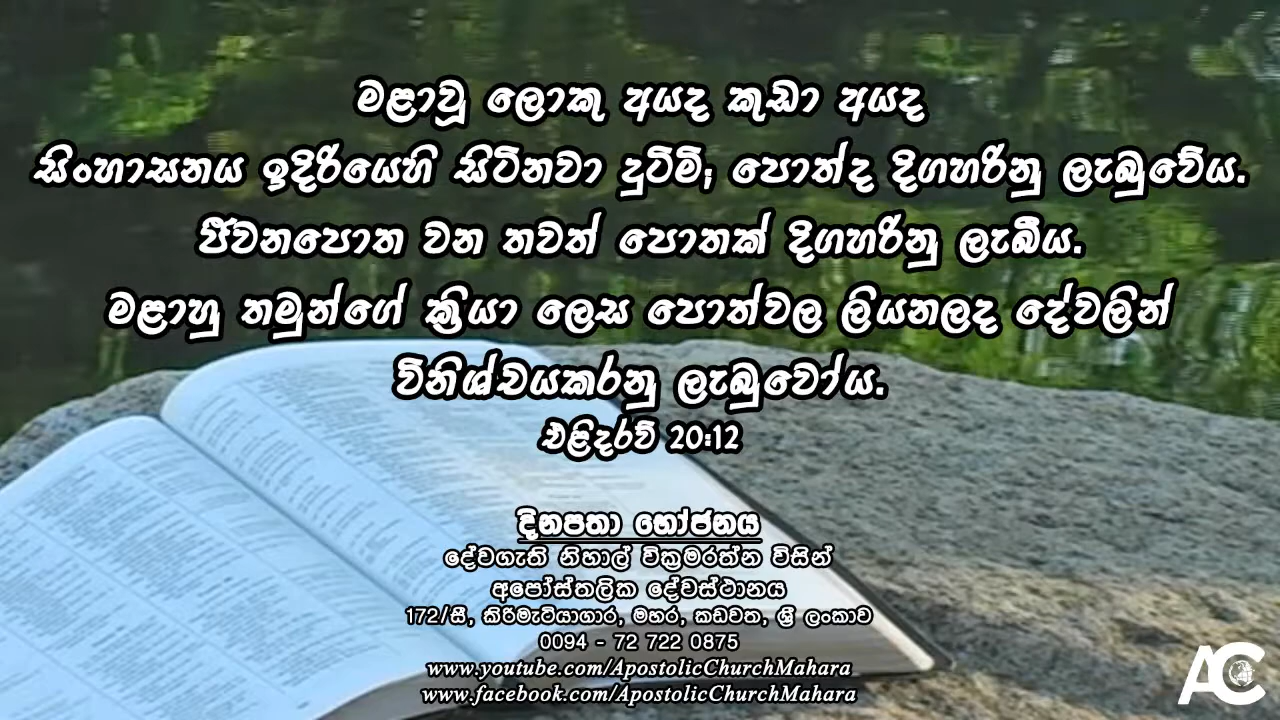 මළාවූ ලොකු අයද කුඩා අයද
සිංහාසනය ඉදිරියෙහි සිටිනවා දුටිමි; පොත්ද දිගහරිනු ලැබුවේය.
ජීවනපොත වන තවත් පොතක් දිගහරිනු ලැබීය.
මළාහු තමුන්ගේ ක්‍රියා ලෙස පොත්වල ලියනලද දේවලින්
විනිශ්චයකරනු ලැබුවෝය.
එළිදරව් 20:12
දිනපතා භෝජනය
දේවගැති නිහාල් වික්‍රමරත්න විසින්
අපෝස්තලික දේවස්ථානය
172/සී, කිරිමැටියාගාර, මහර, කඩවත, ශ්‍රී ලංකාව
0094 - 72 722 0875
www.youtube.com/ApostolicChurchMahara
www.facebook.com/ApostolicChurchMahara
AC